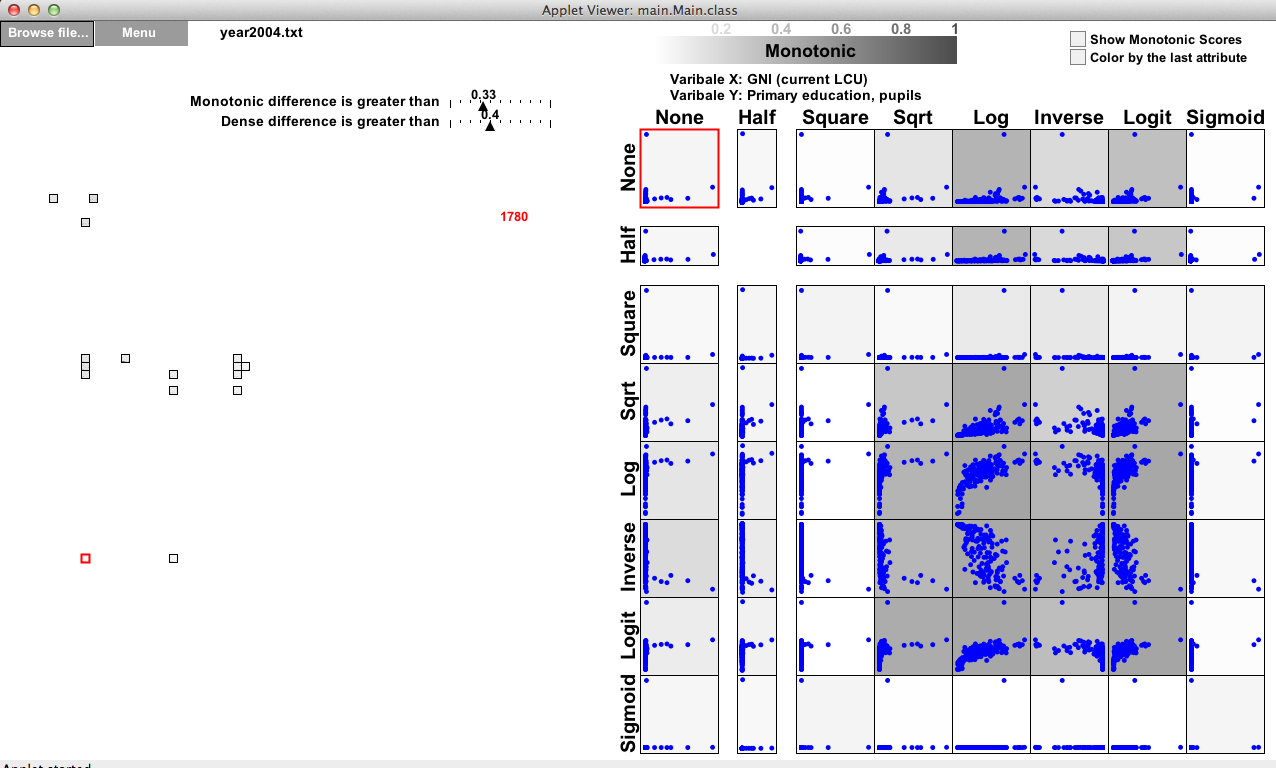 Applet Viewer: main.Main.class
Browse file... Menu year2004.txt
0.2 0.4 0.6 0.8 1
Monotonic
Show Monotonic Scores
Color by the last attribute
Varibale X: GNI (current LCU)
Varibale Y: Primary education, pupils
0.33
Monotonic difference is greater than
0.4
Dense difference is greater than
1780
None Half Square Sqrt Log Inverse Logit Sigmoid
None
Half
Square
Sqrt
Log
Inverse
Logit
Sigmoid
Applet started.